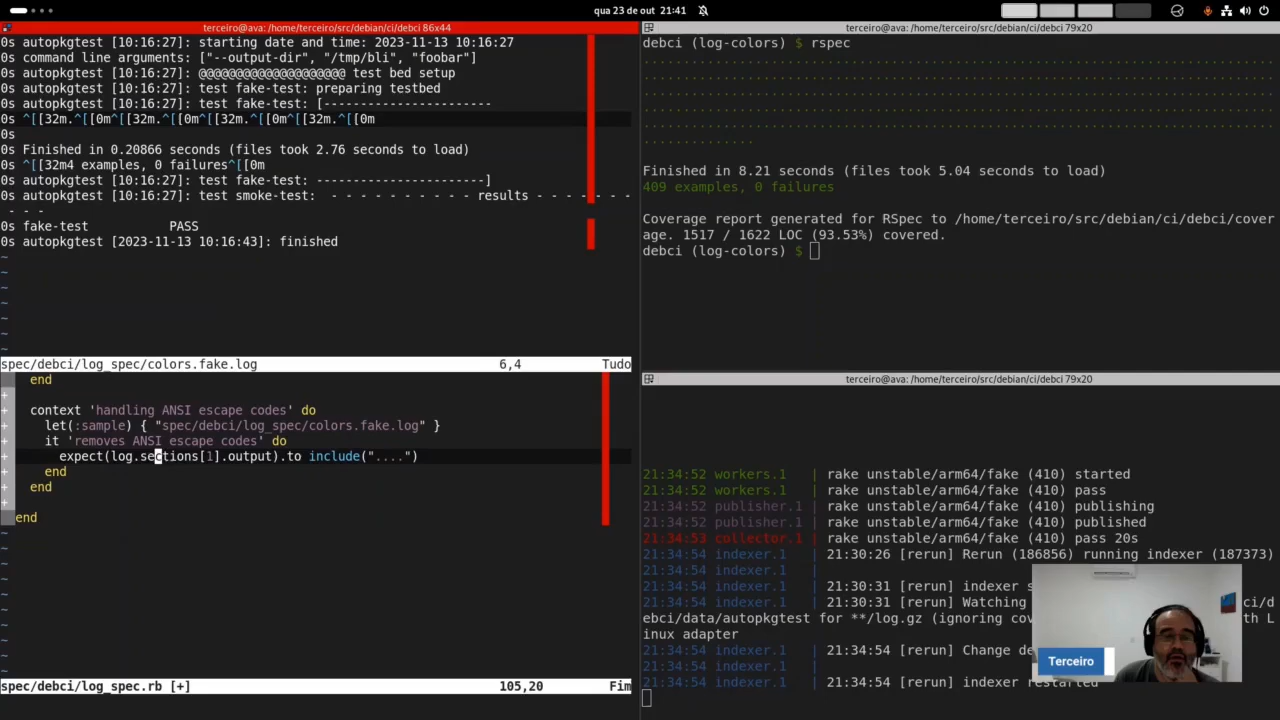 qua 23 de out  21:41
terceiro@ava: /home/terceiro/src/debian/ci/debci 86x44
0s autopkgtest [10:16:27]: starting date and time: 2023-11-13 10:16:27
0s command line arguments: ["--output-dir", "/tmp/bli", "foobar"]
0s autopkgtest [10:16:27]: @@@@@@@@@@@@@@@@@@@@ test bed setup
0s autopkgtest [10:16:27]: test fake-test: preparing testbed
0s autopkgtest [10:16:27]: test fake-test: [-----------------------
0s ^[[32m.^[[0m^[[32m.^[[0m^[[32m.^[[0m^[[32m.^[[0m
0s
0s Finished in 0.20866 seconds (files took 2.76 seconds to load)
0s ^[[32m4 examples, 0 failures^[[0m
0s autopkgtest [10:16:27]: test fake-test: -----------------------]
0s autopkgtest [10:16:27]: test smoke-test:  - - - - - - - - - - results - - - - - - -
- - -
0s fake-test            PASS
0s autopkgtest [2023-11-13 10:16:43]: finished
~
~
~
~
~
~
~
spec/debci/log_spec/colors.fake.log 6,4 Tudo
  end
+
+ context 'handling ANSI escape codes' do
+   let(:sample) { "spec/debci/log_spec/colors.fake.log" }
+   it 'removes ANSI escape codes' do
+     expect(log.sections[1].output).to include("....")
+   end
+ end
+
end
~
~
~
~
~
~
~
~
~
~
spec/debci/log_spec.rb [+] 105,20 Fim
terceiro@ava: /home/terceiro/src/debian/ci/debci 79x20
debci (log-colors) $ rspec
...............................................................................
...............................................................................
...............................................................................
...............................................................................
...............................................................................
..............
Finished in 8.21 seconds (files took 5.04 seconds to load)
409 examples, 0 failures
Coverage report generated for RSpec to /home/terceiro/src/debian/ci/debci/cover
age. 1517 / 1622 LOC (93.53%) covered.
debci (log-colors) $
terceiro@ava: /home/terceiro/src/debian/ci/debci 79x20
21:34:52 workers.1   | rake unstable/arm64/fake (410) started
21:34:52 workers.1   | rake unstable/arm64/fake (410) pass
21:34:52 publisher.1 | rake unstable/arm64/fake (410) publishing
21:34:52 publisher.1 | rake unstable/arm64/fake (410) published
21:34:53 collector.1 | rake unstable/arm64/fake (410) pass 20s
21:34:54 indexer.1   | 21:30:26 [rerun] Rerun (186856) running indexer (187373)
21:34:54 indexer.1   |
21:34:54 indexer.1   | 21:30:31 [rerun] indexer
21:34:54 indexer.1   | 21:30:31 [rerun] Watching ci/d
ebci/data/autopkgtest for **/log.gz (ignoring th L
inux adapter
21:34:54 indexer.1   | 21:34:54 [rerun] Change
21:34:54 indexer.1   |
21:34:54 indexer.1   | 21:34:54 [rerun] indexer restarted
Terceiro